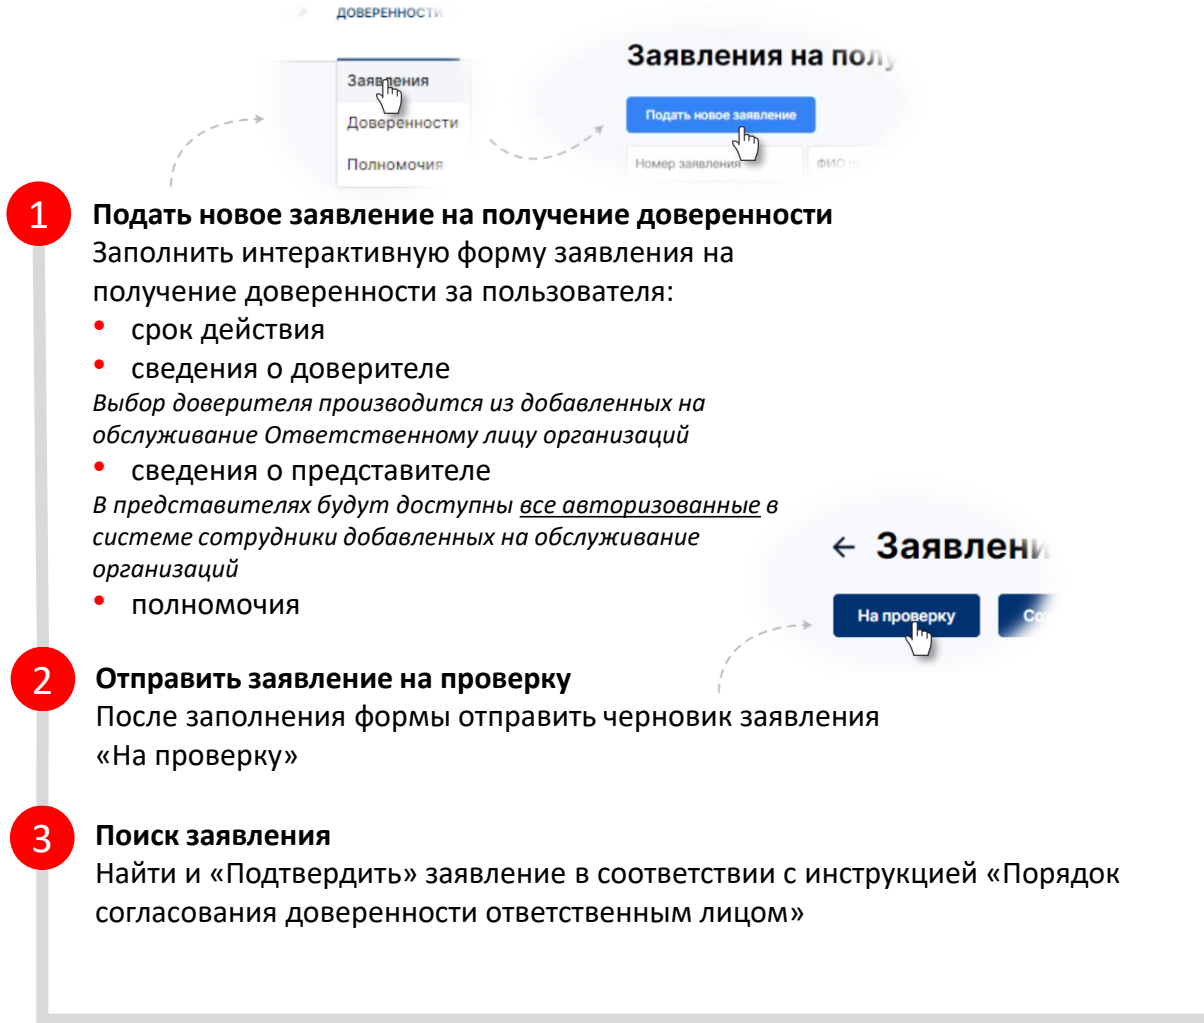 ДОВЕРЕННОСТИ
Заявления
Доверенности
Полномочия
Заявления на полу
Подать новое заявление
Номер заявления
ФИО
1
Подать новое заявление на получение доверенности
Заполнить интерактивную форму заявления на
получение доверенности за пользователя:
• срок действия
• сведения о доверителе
Выбор доверителя производится из добавленных на
обслуживание Ответственному лицу организаций
• сведения о представителе
В представителях будут доступны все авторизованные в
системе сотрудники добавленных на обслуживание
организаций
• полномочия
← Заявлени
На проверку
Со
2
Отправить заявление на проверку
После заполнения формы отправить черновик заявления
«На проверку»
3
Поиск заявления
Найти и «Подтвердить» заявление в соответствии с инструкцией «Порядок
согласования доверенности ответственным лицом»